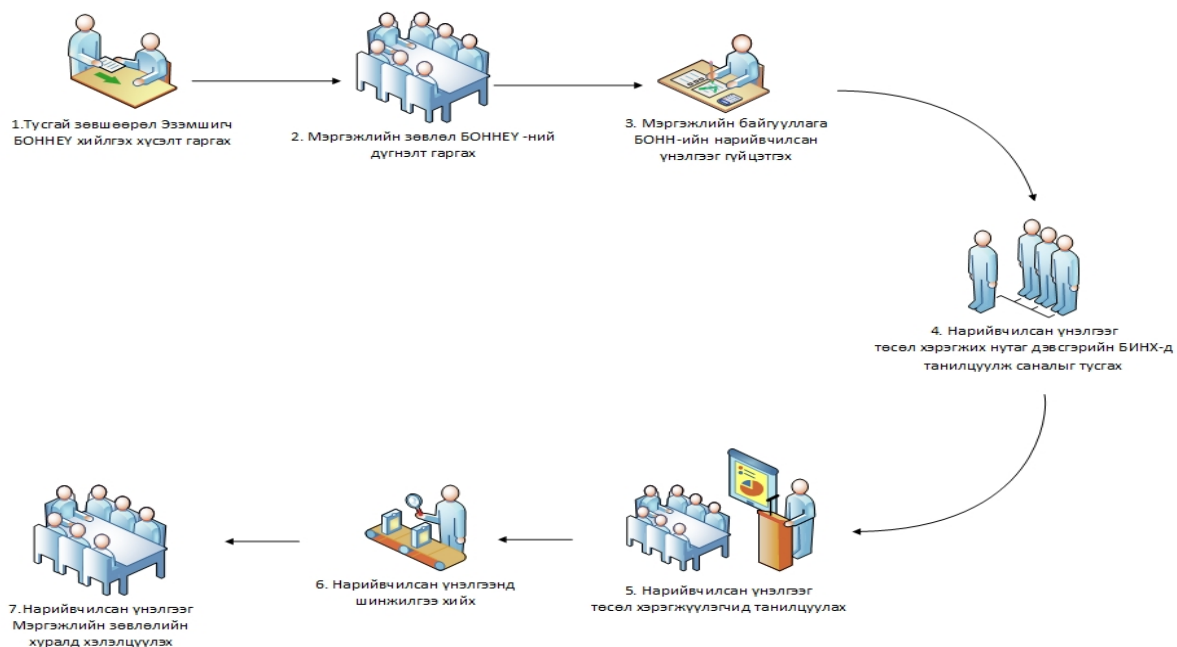 1.Тусгай зөвшөөрөл Эзэмшигч
БОННЕҮ хийлгэх хүсэлт гаргах
2. Мэргэжлийн зөвлөл БОННЕҮ -ний
дүгнэлт гаргах
3. Мэргэжлийн байгууллага
БОНН-ийн нарийвчилсан
үнэлгээг гүйцэтгэх
4. Нарийвчилсан үнэлгээг
төсөл хэрэгжих нутаг дэвсгэрийн БИНХ-д
танилцуулж саналыг тусгах
5. Нарийвчилсан үнэлгээг
төсөл хэрэгжүүлэгчид танилцуулах
6. Нарийвчилсан үнэлгээнд
шинжилгээ хийх
7.Нарийвчилсан үнэлгээг
Мэргэжлийн зөвлөлийн
хуралд хэлэлцүүлэх